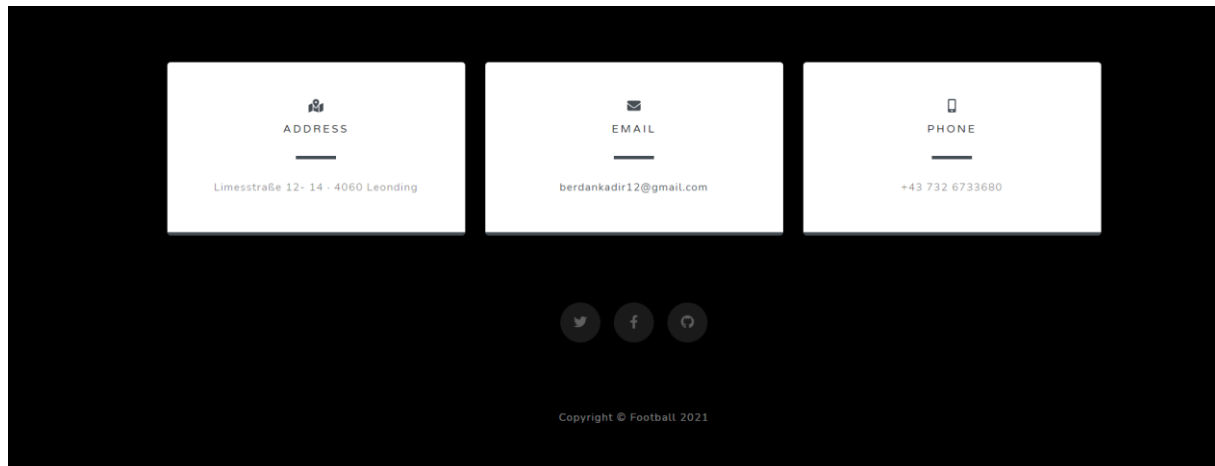 ADDRESS
Limesstraße 12- 14 · 4060 Leonding
EMAIL
berdankadir12@gmail.com
PHONE
+43 732 6733680
Copyright © Football 2021